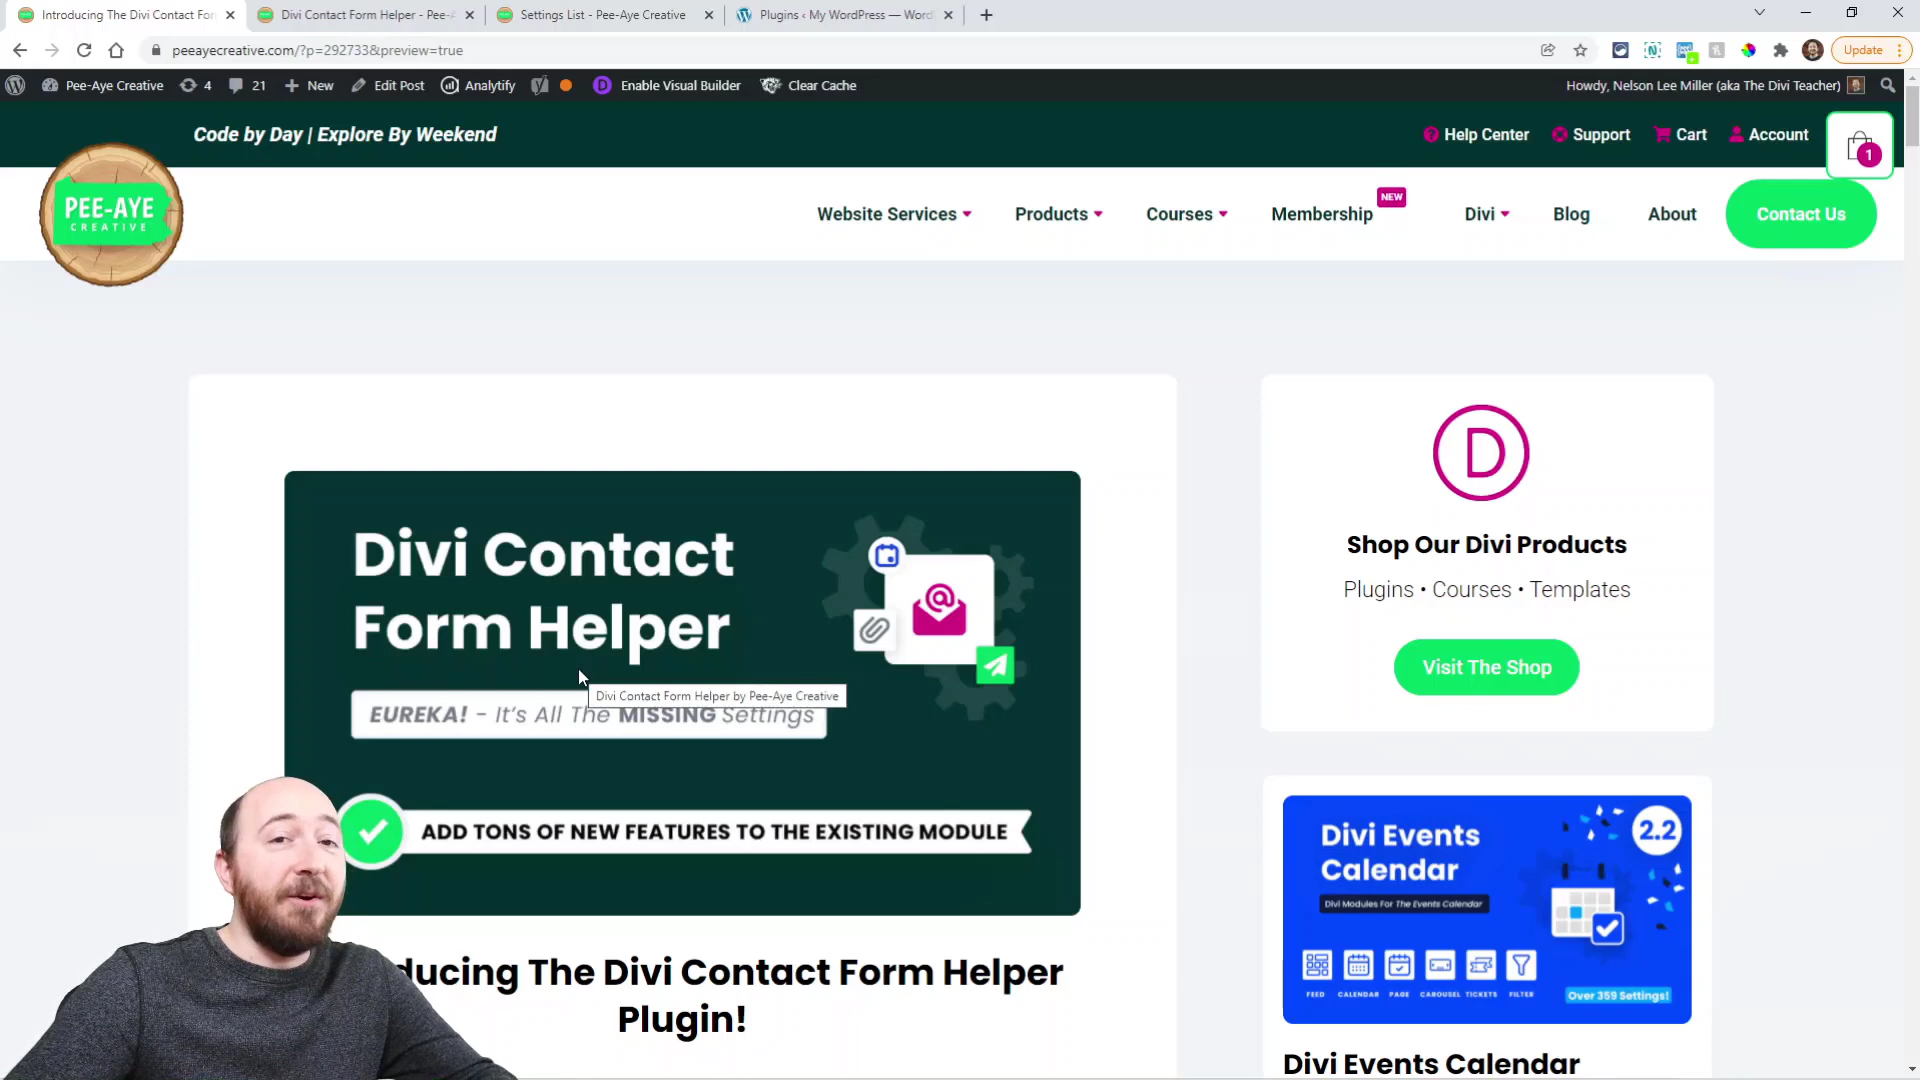 Introducing The Divi Contact For
Divi Contact Form Helper - Pee-A
Settings List - Pee-Aye Creative
Plugins ‹ My WordPress — Word
peeayecreative.com/?p=292733&preview=true
Update
Pee-Aye Creative
4
21
New
Edit Post
Analytify
Enable Visual Builder
Clear Cache
Howdy, Nelson Lee Miller (aka The Divi Teacher)
Code by Day | Explore By Weekend
Help Center
Support
Cart
Account
1
PEE-AYE
CREATIVE
Website Services
Products
Courses
Membership
NEW
Divi
Blog
About
Contact Us
Divi Contact
Form Helper
Divi Contact Form Helper by Pee-Aye Creative
EUREKA! - It's All The MISSING Settings
ADD TONS OF NEW FEATURES TO THE EXISTING MODULE
ducing The Divi Contact Form Helper
Plugin!
D
Shop Our Divi Products
Plugins • Courses • Templates
Visit The Shop
Divi Events
Calendar
2.2
Divi Modules For The Events Calendar
FEED
CALENDAR
PAGE
CAROUSEL
TICKETS
FILTER
Over 359 Settings!
Divi Events Calendar